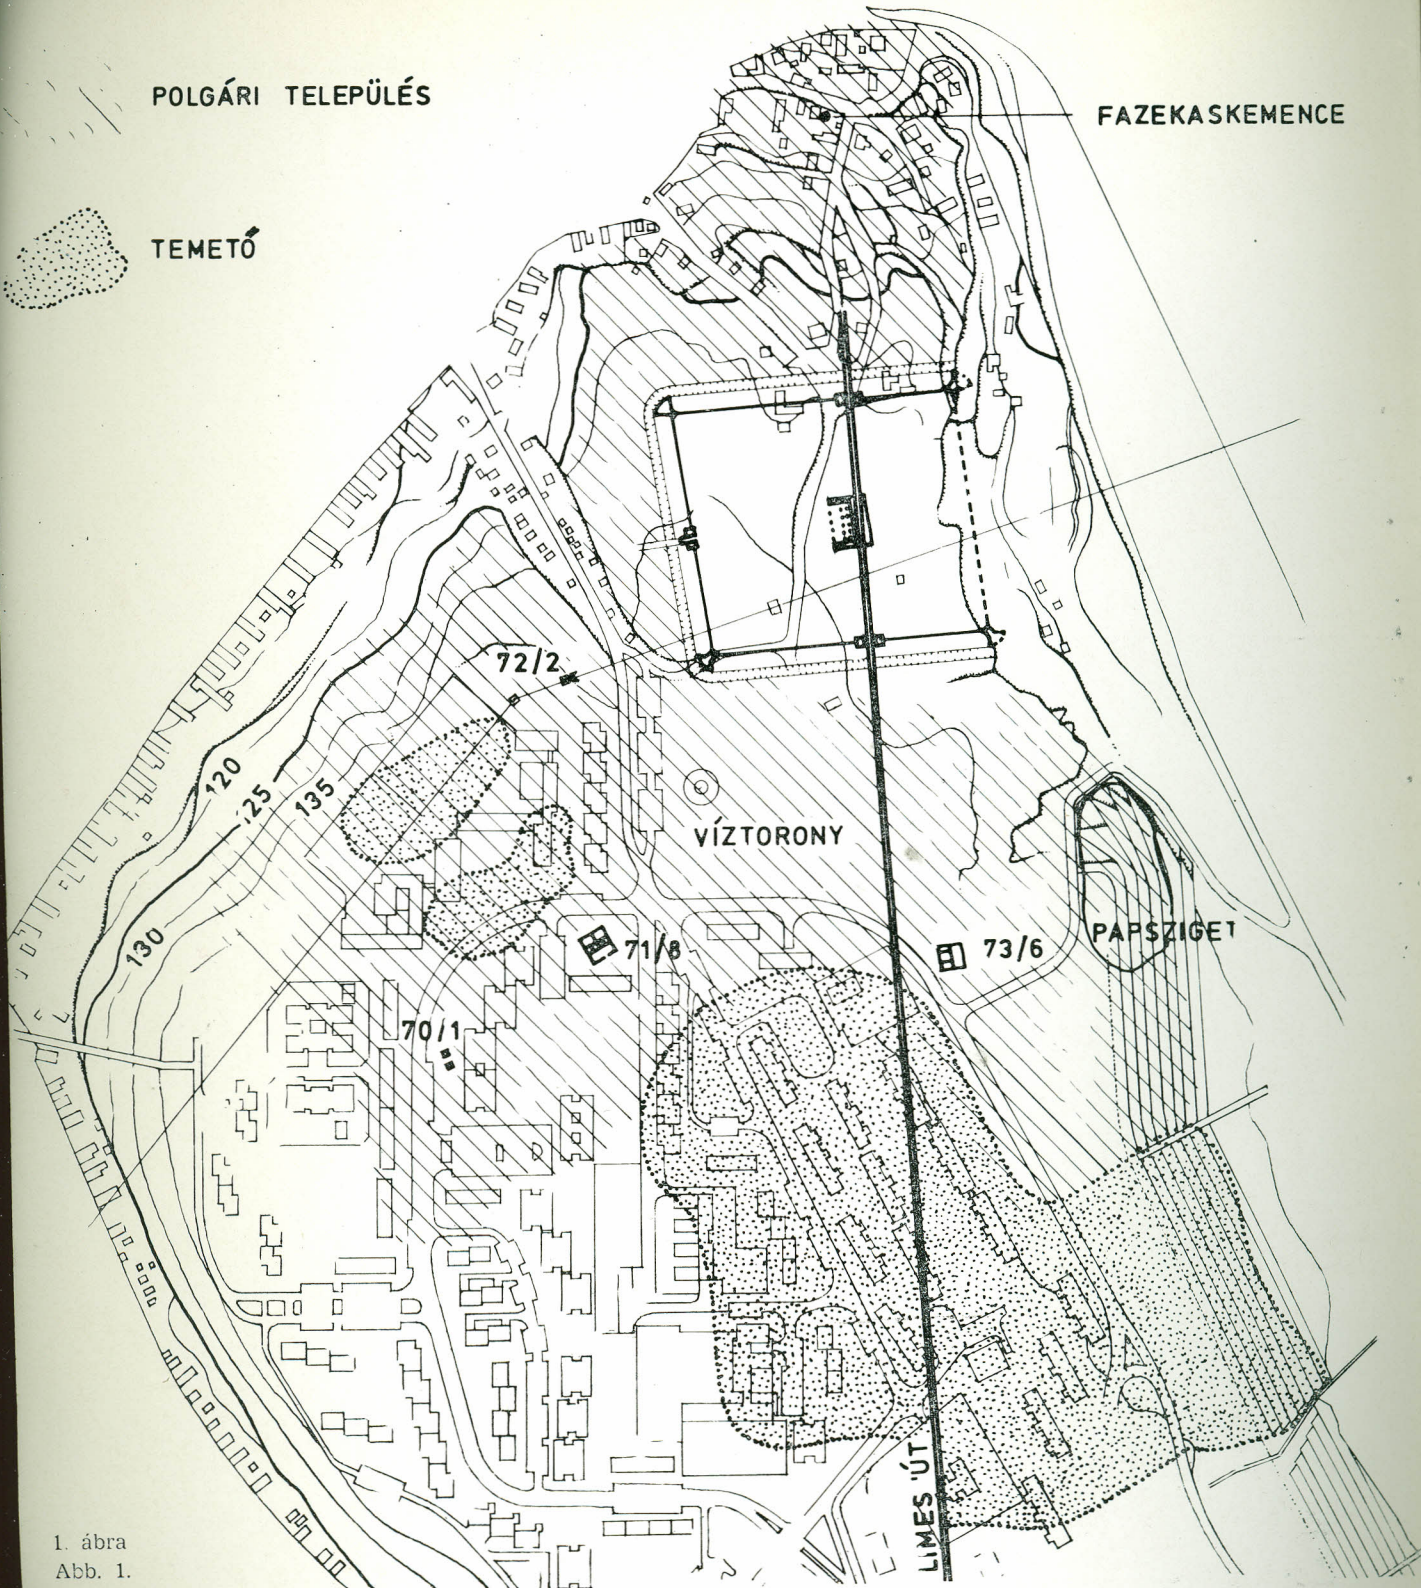 POLGÁRI TELEPÜLÉS
FAZEKASKEMENCE
TEMETŐ
72/2
120
125
135
VÍZTORONY
130
71/8
73/6
PAPSZIGET
70/1
LIMES ÚT
1. ábra
Abb. 1.